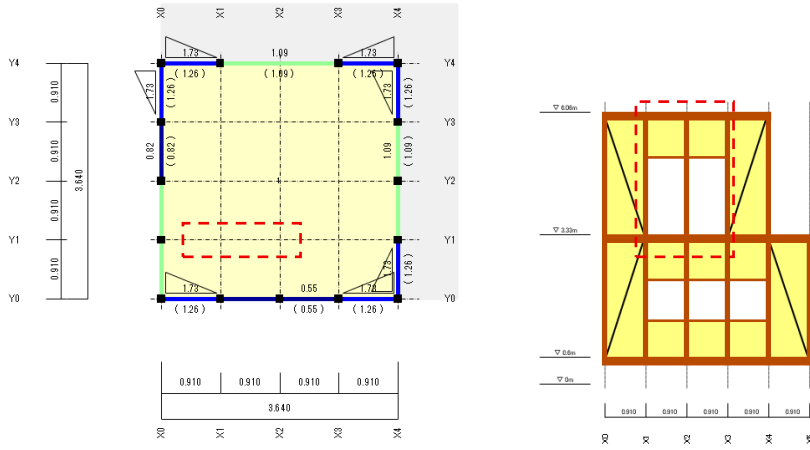 X0 X1 X2 X3 X4
1.73 1.09 1.73
Y4
(1.26) (1.09) (1.26)
1.73 (1.26) 1.73 (1.26)
0.910
Y3
0.82 (0.82) 1.09 (1.09)
0.910
3.640
Y2
0.910
Y1
1.73 (1.26)
0.910
1.73 0.55 1.73
Y0
(1.26) (0.55) (1.26)
0.910 0.910 0.910 0.910
3.640
X0 X1 X2 X3 X4
▽ 6.06m
▽ 3.33m
▽ 0.6m
▽ 0m
0.910 0.910 0.910 0.910 0.910
X0 X1 X2 X3 X4